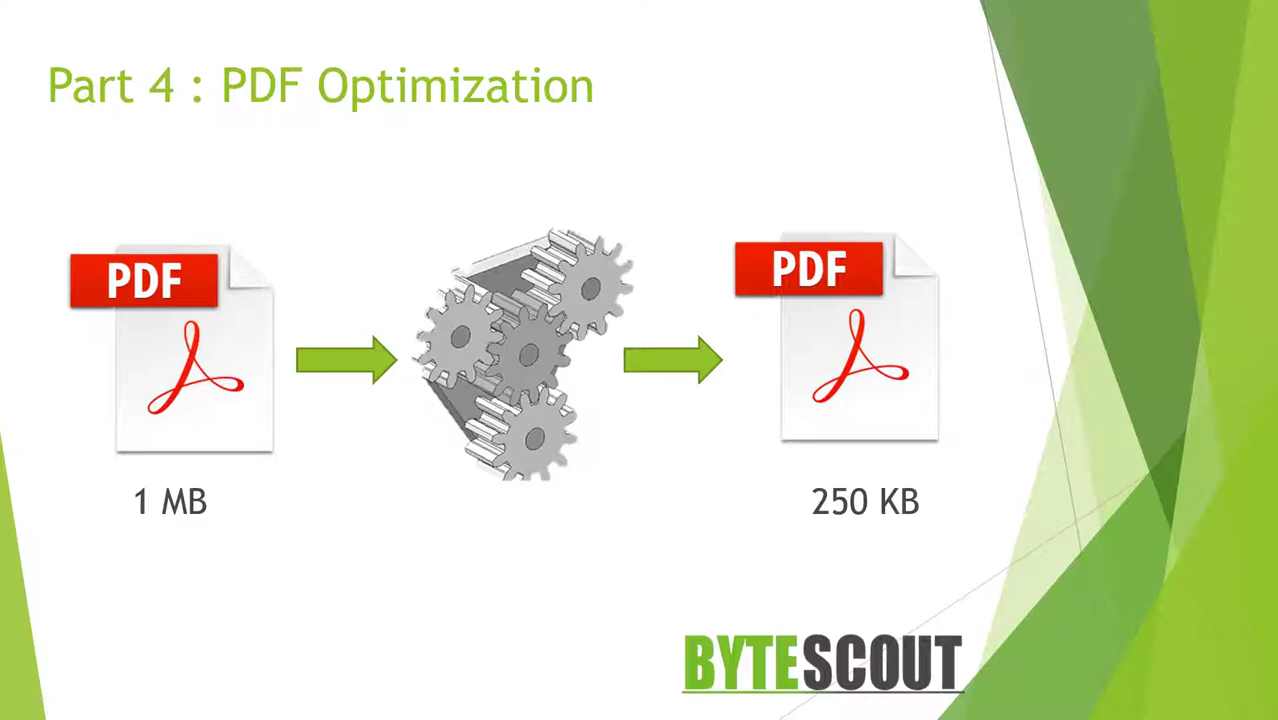 Part 4 : PDF Optimization
PDF
PDF
1 MB
250 KB
BYTESCOUT